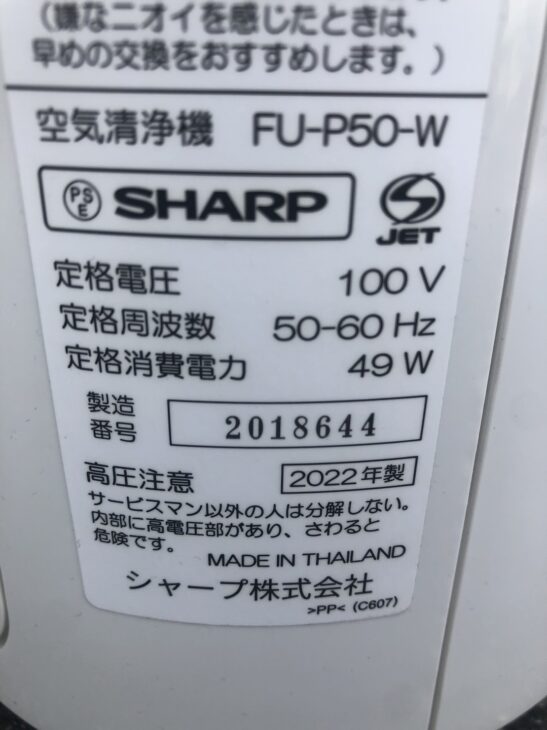 (嫌なニオイを感じたときは、
早めの交換をおすすめします。)
空気清浄機 FU-P50-W
PS
E SHARP
S JET
定格電圧 100 V
定格周波数 50-60 Hz
定格消費電力 49 W
製造
番号 2018644
高圧注意 2022年製
サービスマン以外の人は分解しない。
内部に高電圧部があり、さわると
危険です。
MADE IN THAILAND
シャープ株式会社
>PP< (C607)